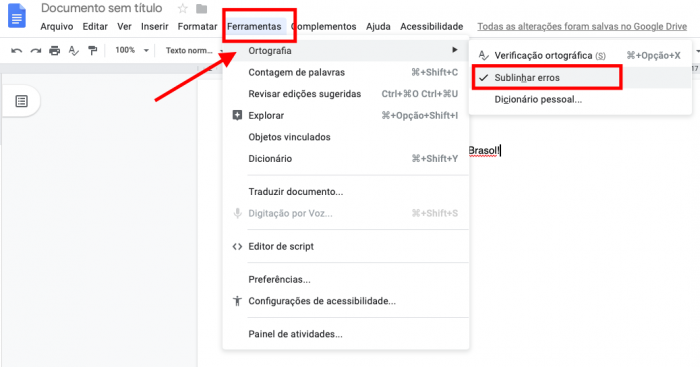 Documento sem título
Arquivo Editar Ver Inserir Formatar Ferramentas Complementos Ajuda Acessibilidade Todas as alterações foram salvas no Google Drive
100% Texto norm...
Ortografia
Verificação ortográfica (S) ⌘+Opção+X
Contagem de palavras ⌘+Shift+C
Sublinhar erros
Revisar edições sugeridas Ctrl+⌘O Ctrl+⌘U
Dicionário pessoal...
Explorar ⌘+Opção+Shift+I
Objetos vinculados
Brasol!
Dicionário ⌘+Shift+Y
Traduzir documento...
Digitação por Voz... ⌘+Shift+S
Editor de script
Preferências...
Configurações de acessibilidade...
Painel de atividades...